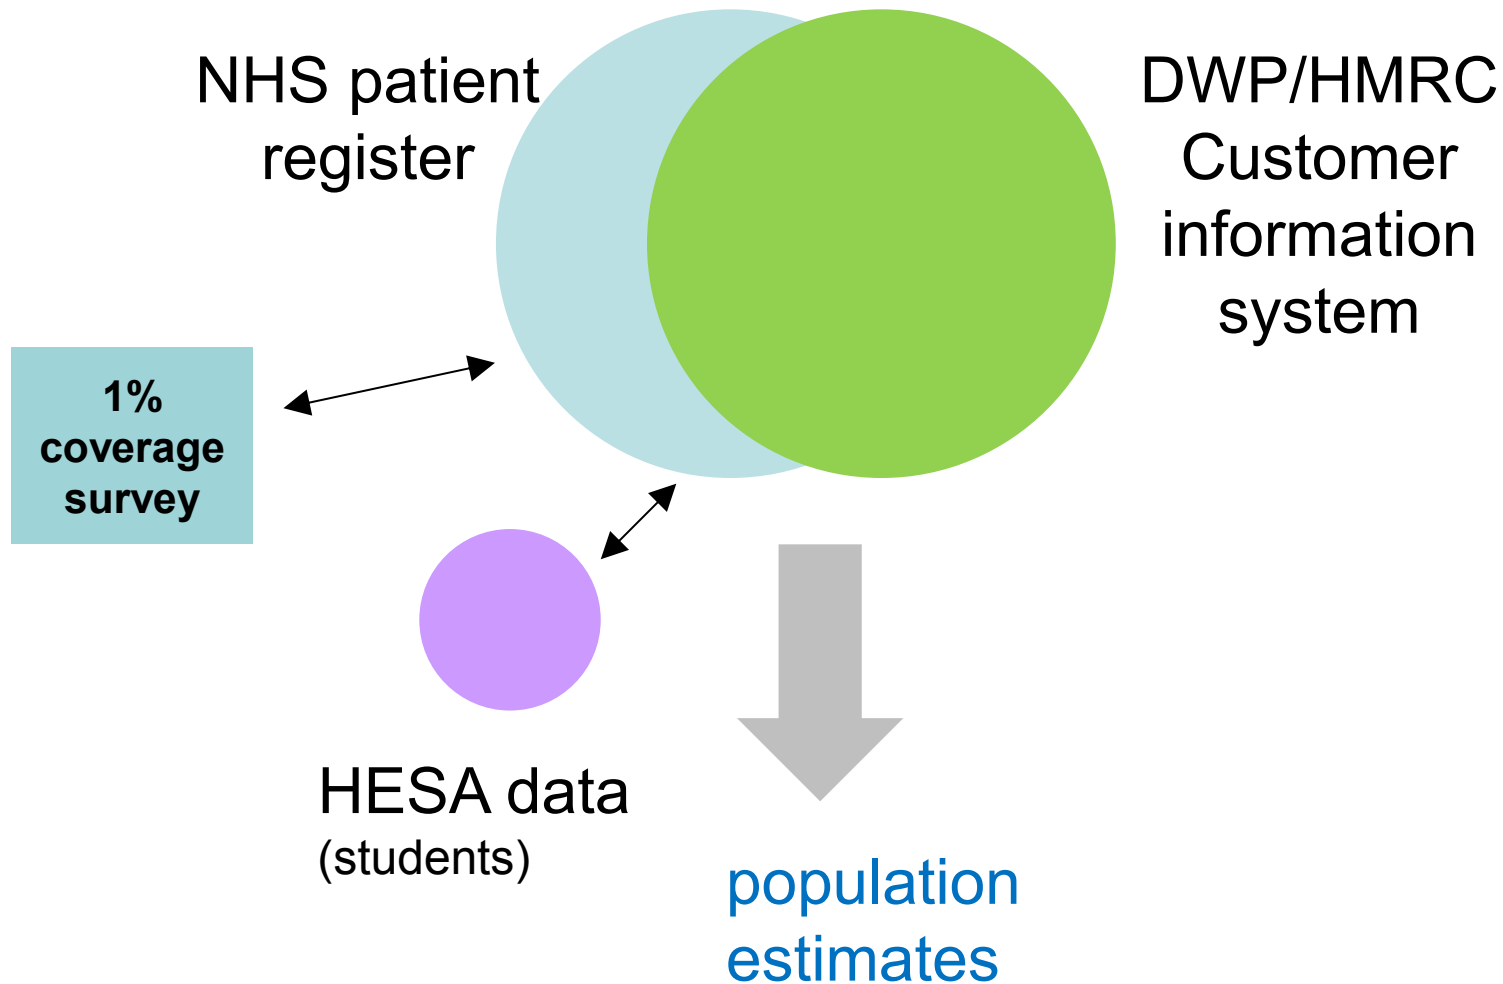 NHS patient
register
DWP/HMRC
Customer
information
system
1%
coverage
survey
HESA data
(students)
population
estimates